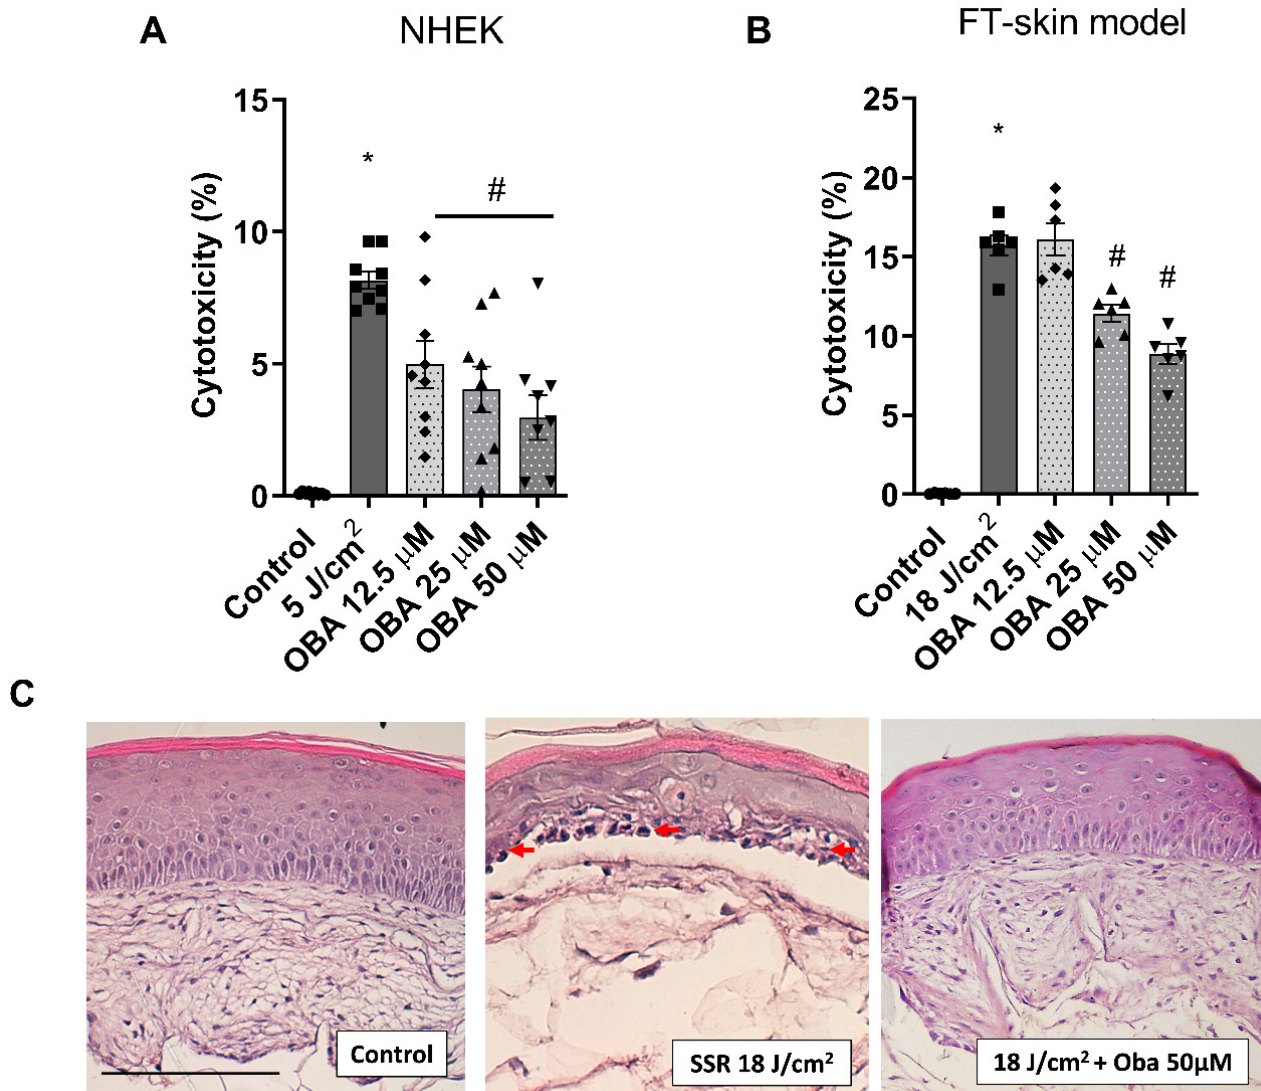 A
NHEK
B
FT-skin model
Cytotoxicity (%)
15
10
5
0
*
#
Control
5 J/cm²
OBA 12.5 μM
OBA 25 μM
OBA 50 μM
Cytotoxicity (%)
25
20
15
10
5
0
*
#
#
Control
18 J/cm²
OBA 12.5 μM
OBA 25 μM
OBA 50 μM
C
Control
SSR 18 J/cm²
18 J/cm² + Oba 50μM